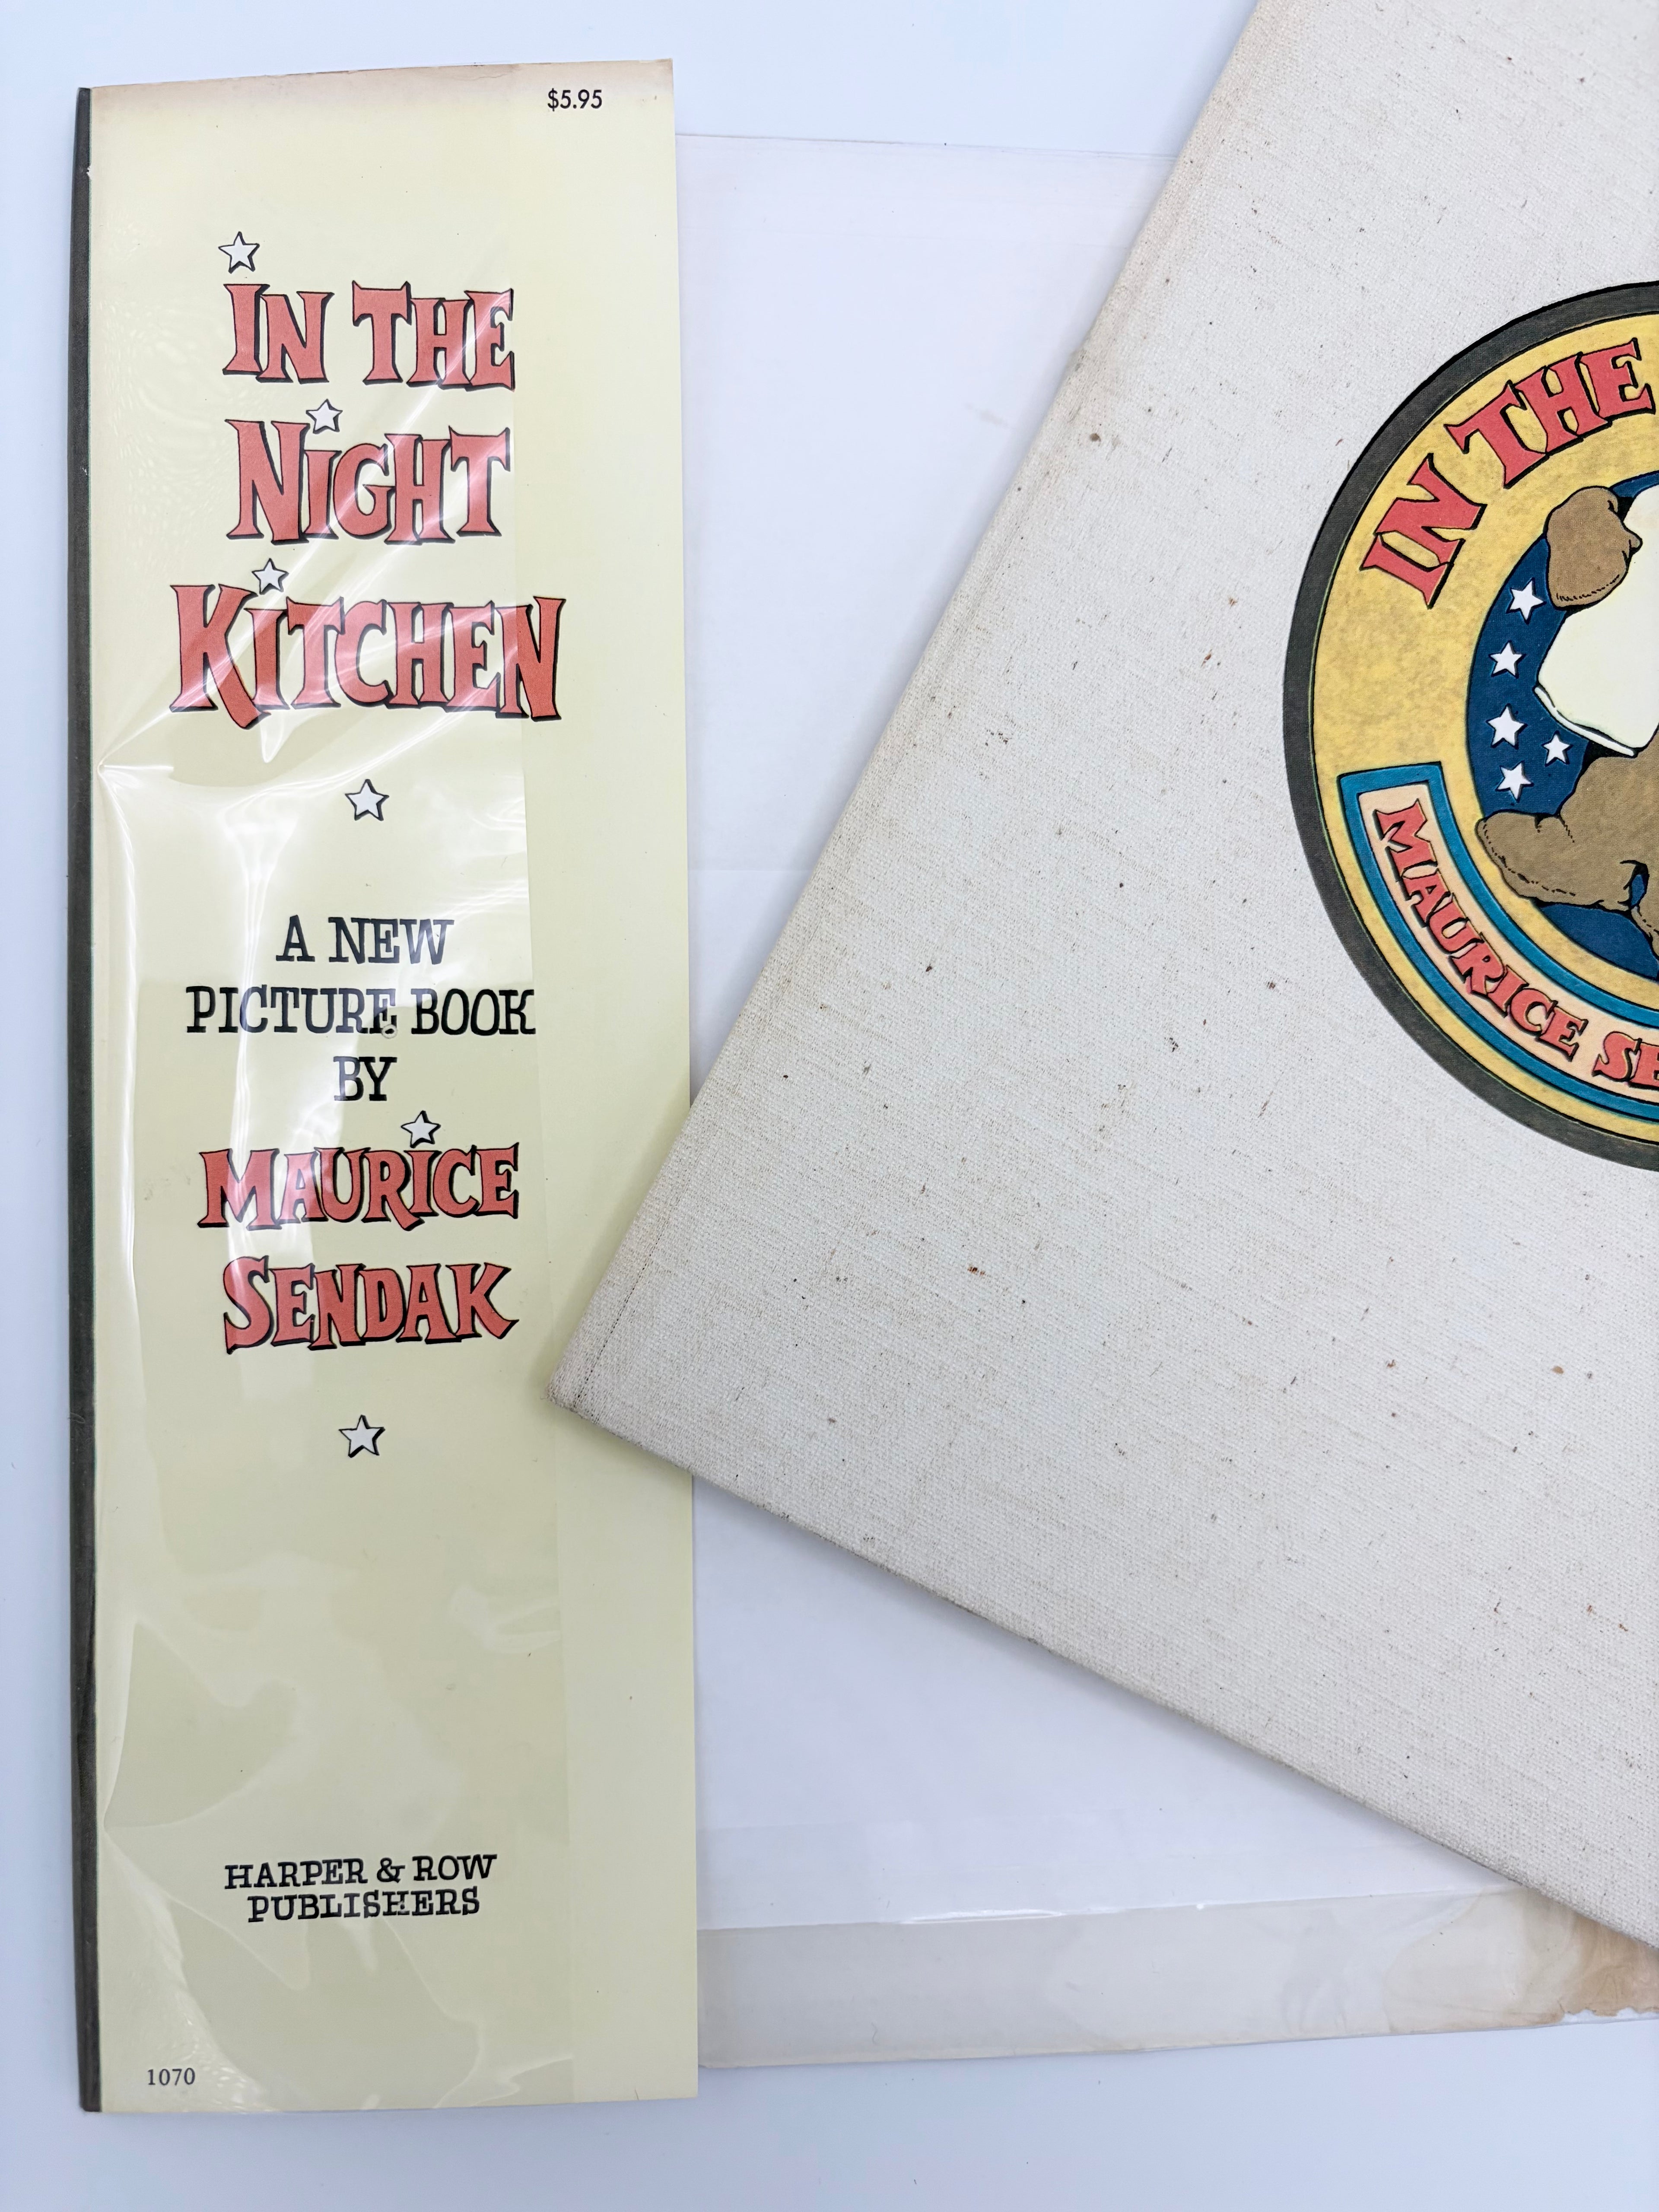 $5.95
IN THE
NIGHT
KITCHEN
A NEW
PICTURE BOOK
BY
MAURICE
SENDAK
HARPER & ROW
PUBLISHERS
1070
IN THE
MAURICE SE